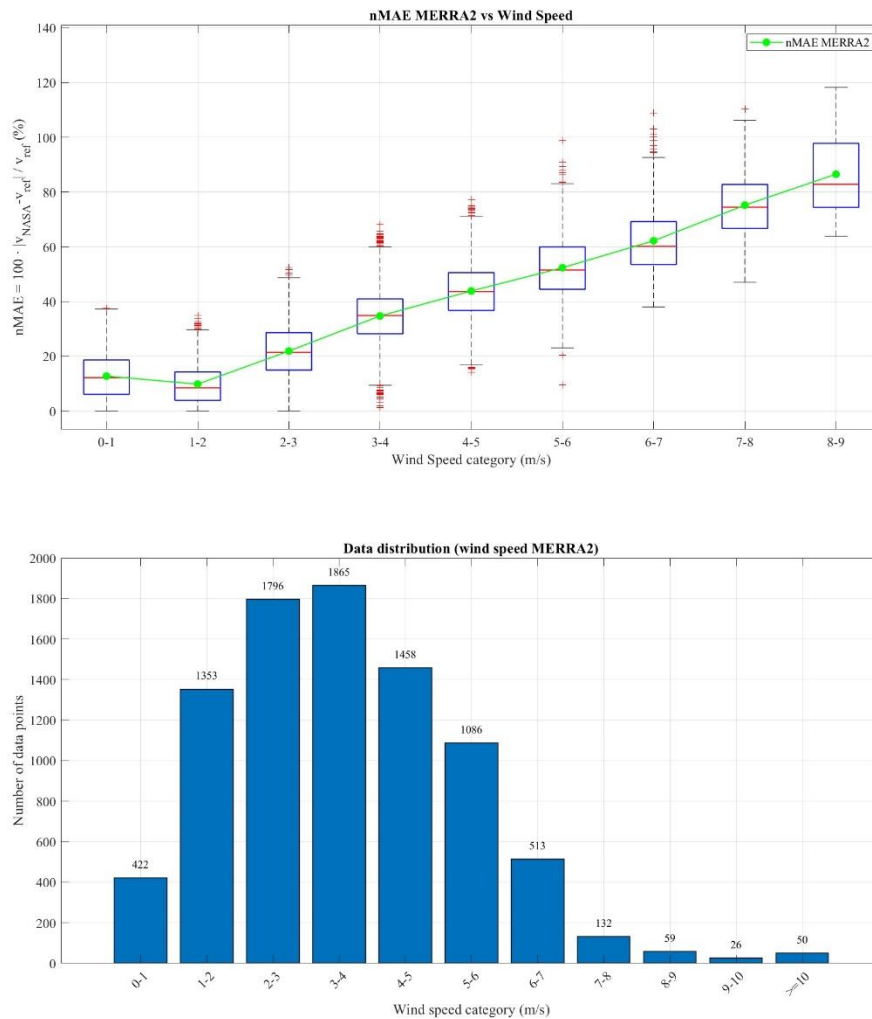 nMAE MERRA2 vs Wind Speed
nMAE MERRA2
nMAE = 100 · |v_NASA-v_ref| / v_ref (%)
140
120
100
80
60
40
20
0
0-1 1-2 2-3 3-4 4-5 5-6 6-7 7-8 8-9
Wind Speed category (m/s)
Data distribution (wind speed MERRA2)
Number of data points
2000
1800
1600
1400
1200
1000
800
600
400
200
0
422 1353 1796 1865 1458 1086 513 132 59 26 50
0-1 1-2 2-3 3-4 4-5 5-6 6-7 7-8 8-9 9-10 >=10
Wind speed category (m/s)